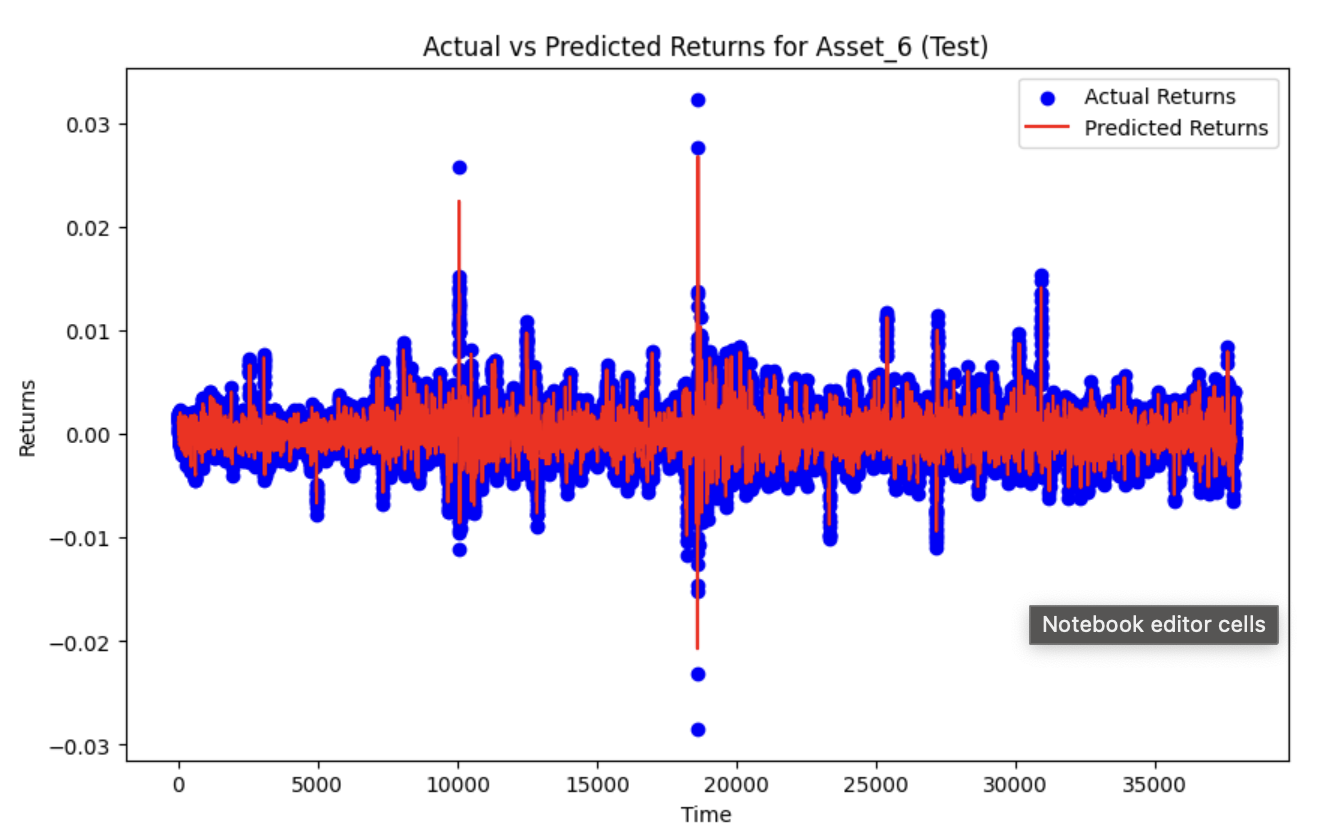 Actual vs Predicted Returns for Asset_6 (Test)
Actual Returns
Predicted Returns
0.03
0.02
0.01
0.00
−0.01
−0.02
−0.03
Returns
Notebook editor cells
0 5000 10000 15000 20000 25000 30000 35000
Time